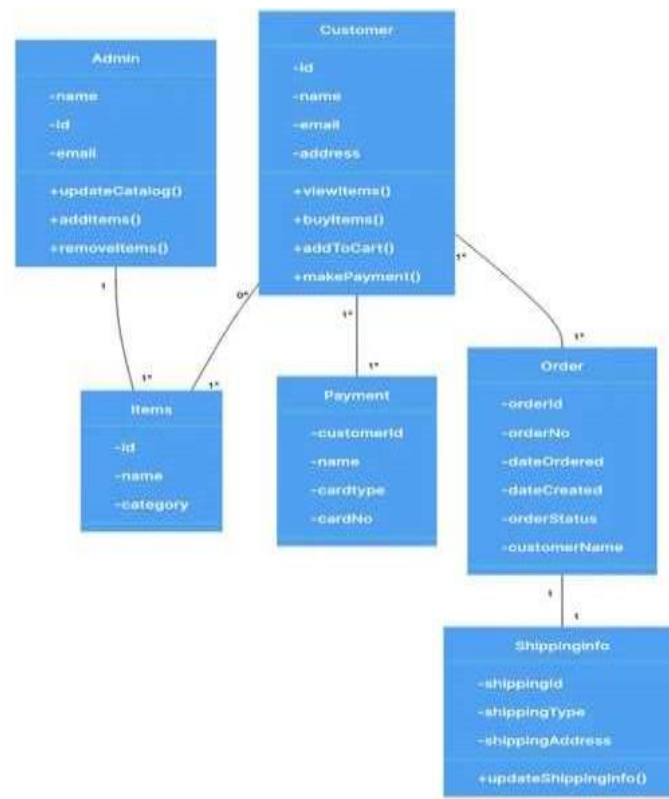 Admin
-name
-id
-email
+updateCatalog()
+addItems()
+removeItems()
Customer
-id
-name
-email
-address
+viewItems()
+buyItems()
+addToCart()
+makePayment()
1
1*
0*
1*
1*
1*
1*
1*
Items
-id
-name
-category
Payment
-customerId
-name
-cardtype
-cardNo
Order
-orderId
-orderNo
-dateOrdered
-dateCreated
-orderStatus
-customerName
1
1
ShippingInfo
-shippingId
-shippingType
-shippingAddress
+updateShippingInfo()